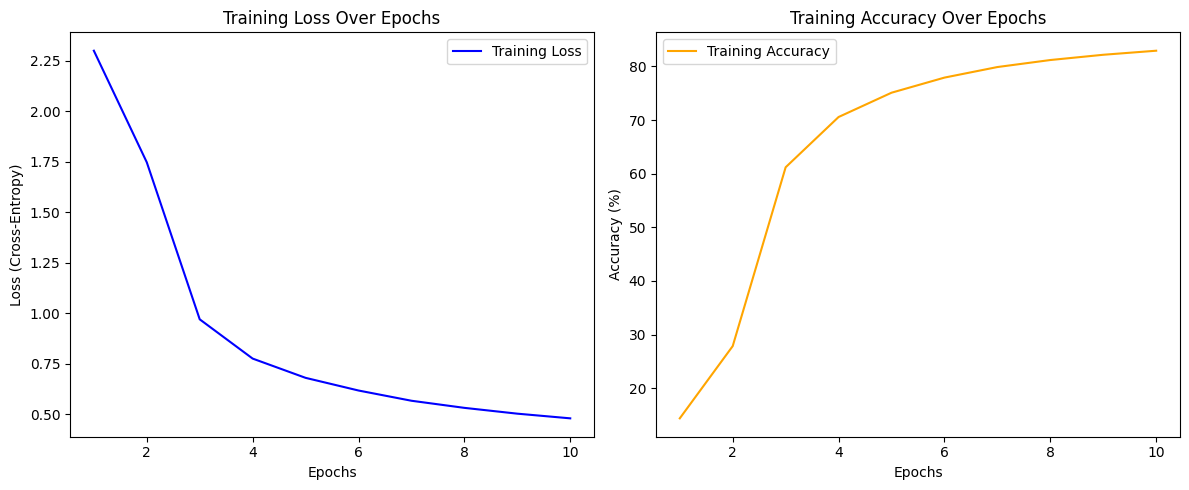 Training Loss Over Epochs
Training Loss
2.25
2.00
1.75
1.50
1.25
1.00
0.75
0.50
Loss (Cross-Entropy)
2 4 6 8 10
Epochs
Training Accuracy Over Epochs
Training Accuracy
80
70
60
50
40
30
20
Accuracy (%)
2 4 6 8 10
Epochs